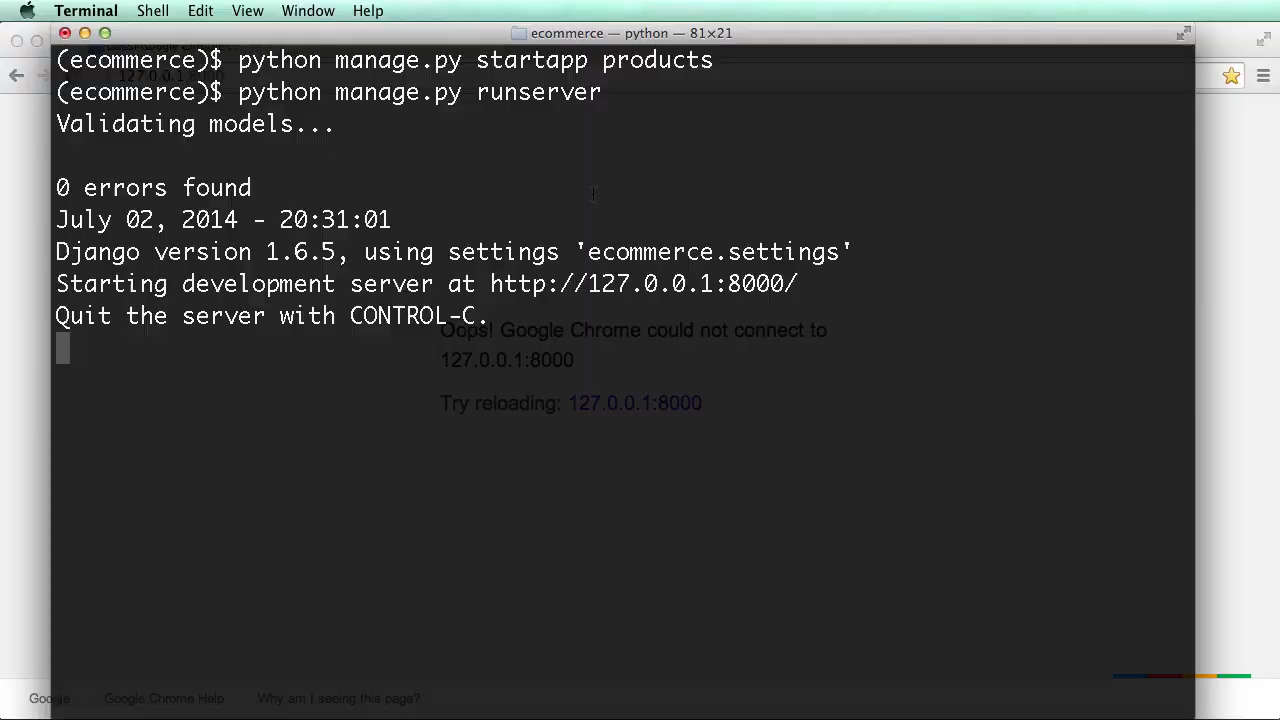 Terminal Shell Edit View Window Help
ecommerce — python — 81×21
(ecommerce)$ python manage.py startapp products
(ecommerce)$ python manage.py runserver
Validating models...
0 errors found
July 02, 2014 - 20:31:01
Django version 1.6.5, using settings 'ecommerce.settings'
Starting development server at http://127.0.0.1:8000/
Quit the server with CONTROL-C.
Oops! Google Chrome could not connect to
127.0.0.1:8000
Try reloading: 127.0.0.1:8000
Google Google Chrome Help Why am I seeing this page?